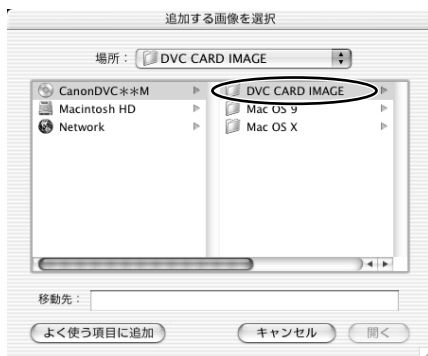 追加する画像を選択
場所： DVC CARD IMAGE
CanonDVC＊＊M
Macintosh HD
Network
DVC CARD IMAGE
Mac OS 9
Mac OS X
移動先：
よく使う項目に追加
キャンセル
開く